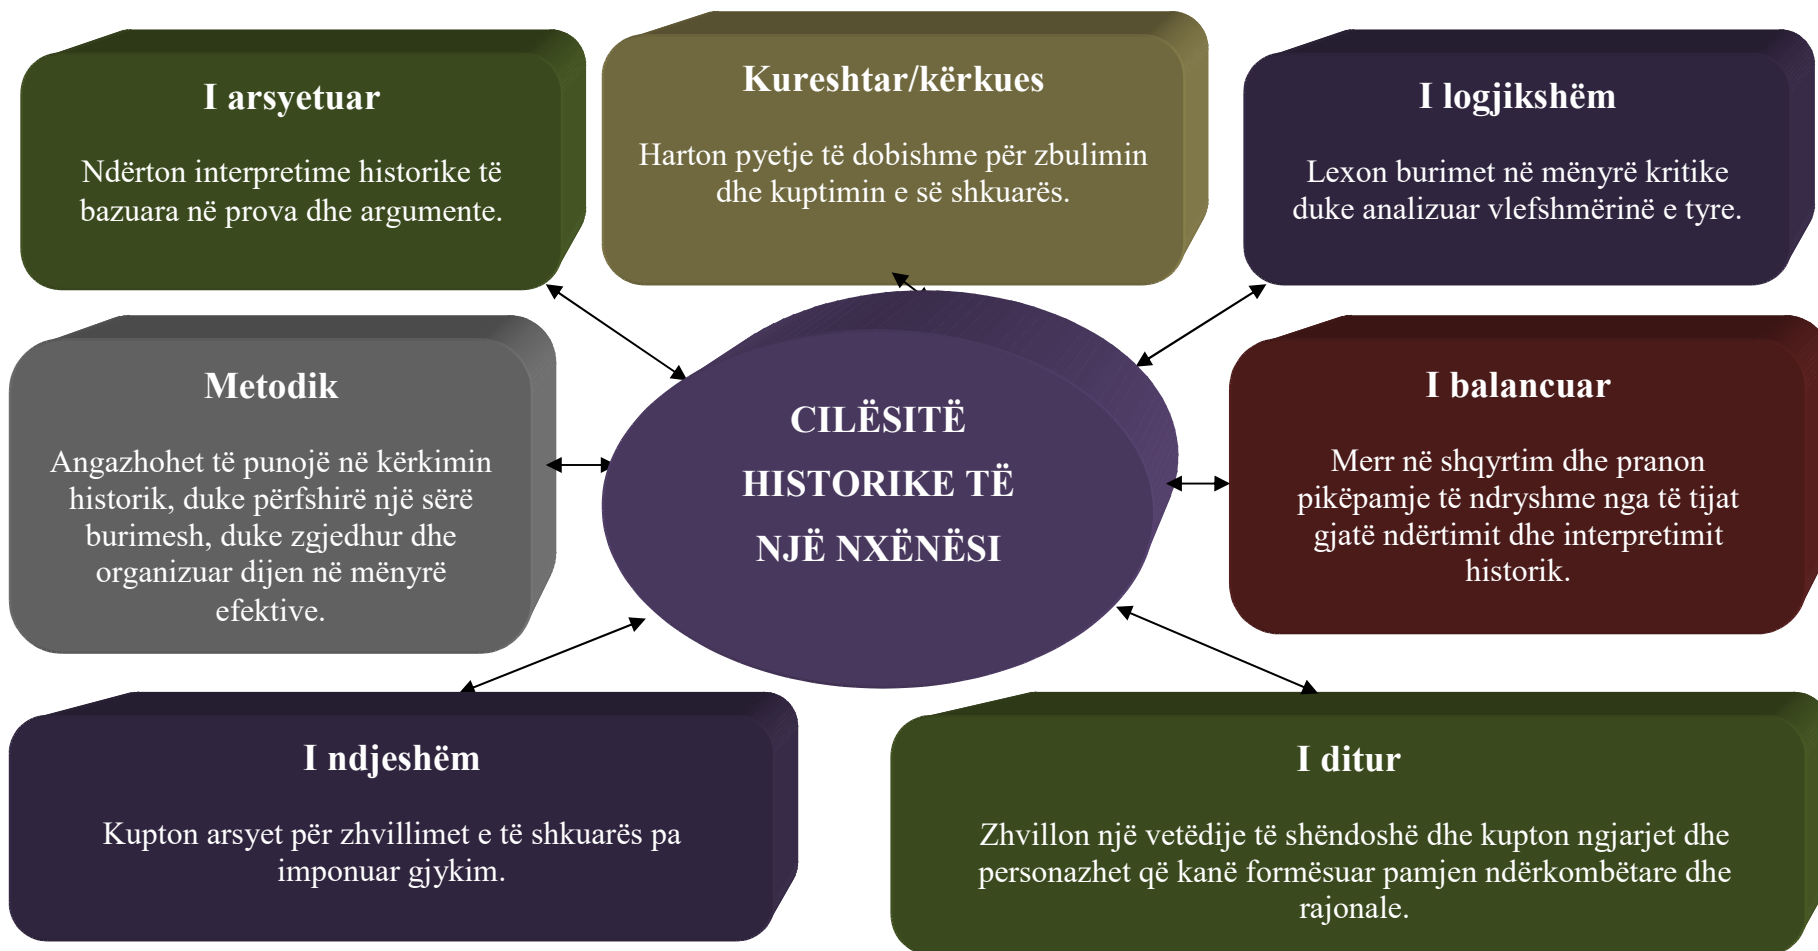 I arsyetuar
Ndërton interpretime historike të
bazuara në prova dhe argumente.
Kureshtar/kërkues
Harton pyetje të dobishme për zbulimin
dhe kuptimin e së shkuarës.
I logjikshëm
Lexon burimet në mënyrë kritike
duke analizuar vlefshmërinë e tyre.
Metodik
Angazhohet të punojë në kërkimin
historik, duke përfshirë një sërë
burimesh, duke zgjedhur dhe
organizuar dijen në mënyrë
efektive.
CILËSITË
HISTORIKE TË
NJË NXËNËSI
I balancuar
Merr në shqyrtim dhe pranon
pikëpamje të ndryshme nga të tijat
gjatë ndërtimit dhe interpretimit
historik.
I ndjeshëm
Kupton arsyet për zhvillimet e të shkuarës pa
imponuar gjykim.
I ditur
Zhvillon një vetëdije të shëndoshë dhe kupton ngjarjet dhe
personazhet që kanë formësuar pamjen ndërkombëtare dhe
rajonale.